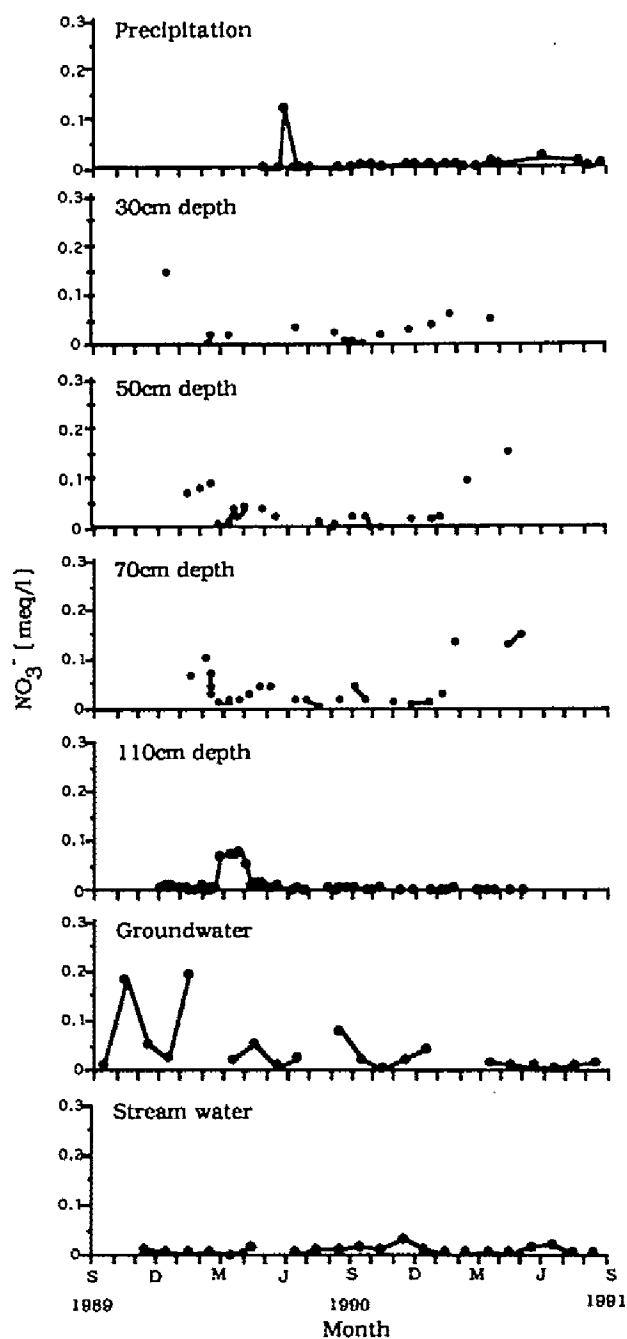 Precipitation
0.3
0.2
0.1
0
30cm depth
0.3
0.2
0.1
0
50cm depth
0.3
0.2
0.1
0
70cm depth
0.3
0.2
0.1
0
NO3- [ meq/l ]
110cm depth
0.3
0.2
0.1
0
Groundwater
0.3
0.2
0.1
0
Stream water
0.3
0.2
0.1
0
S D M J S D M J S
1989 1990 1991
Month